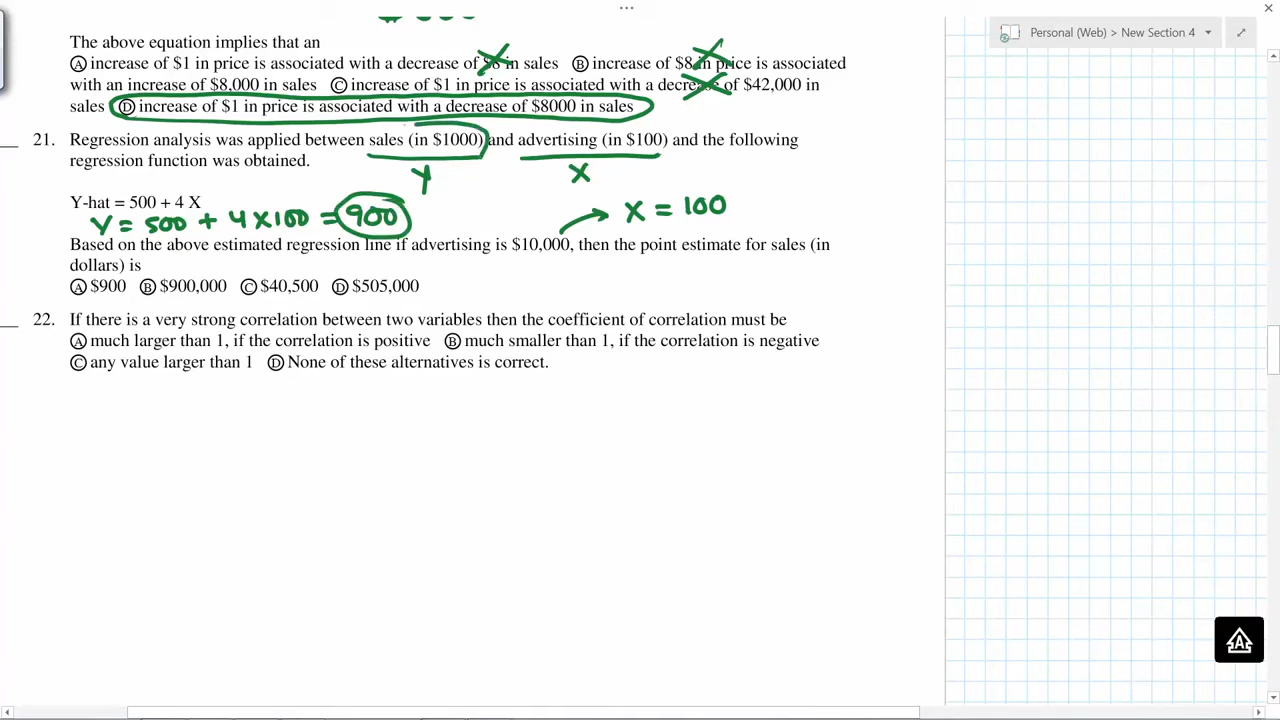 Personal (Web) > New Section 4
The above equation implies that an
Ⓐ increase of $1 in price is associated with a decrease of $8 in sales Ⓑ increase of $8 in price is associated
with an increase of $8,000 in sales Ⓒ increase of $1 in price is associated with a decrease of $42,000 in
sales Ⓓ increase of $1 in price is associated with a decrease of $8000 in sales
21. Regression analysis was applied between sales (in $1000) and advertising (in $100) and the following
regression function was obtained.
Y X
Y-hat = 500 + 4 X
X = 100
Y = 500 + 4 X 100 = 900
Based on the above estimated regression line if advertising is $10,000, then the point estimate for sales (in
dollars) is
Ⓐ $900 Ⓑ $900,000 Ⓒ $40,500 Ⓓ $505,000
22. If there is a very strong correlation between two variables then the coefficient of correlation must be
Ⓐ much larger than 1, if the correlation is positive Ⓑ much smaller than 1, if the correlation is negative
Ⓒ any value larger than 1 Ⓓ None of these alternatives is correct.
A